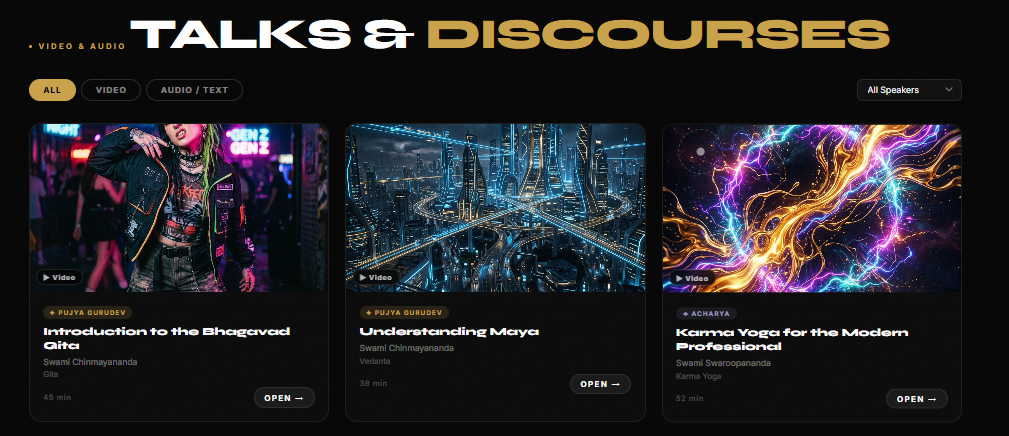 • VIDEO & AUDIO
TALKS & DISCOURSES
ALL
VIDEO
AUDIO / TEXT
All Speakers
GEN Z
GEN Z
▶ Video
✦ PUJYA GURUDEV
Introduction to the Bhagavad
Gita
Swami Chinmayananda
Gita
45 min
OPEN →
▶ Video
✦ PUJYA GURUDEV
Understanding Maya
Swami Chinmayananda
Vedanta
38 min
OPEN →
▶ Video
◆ ACHARYA
Karma Yoga for the Modern
Professional
Swami Swaroopananda
Karma Yoga
52 min
OPEN →